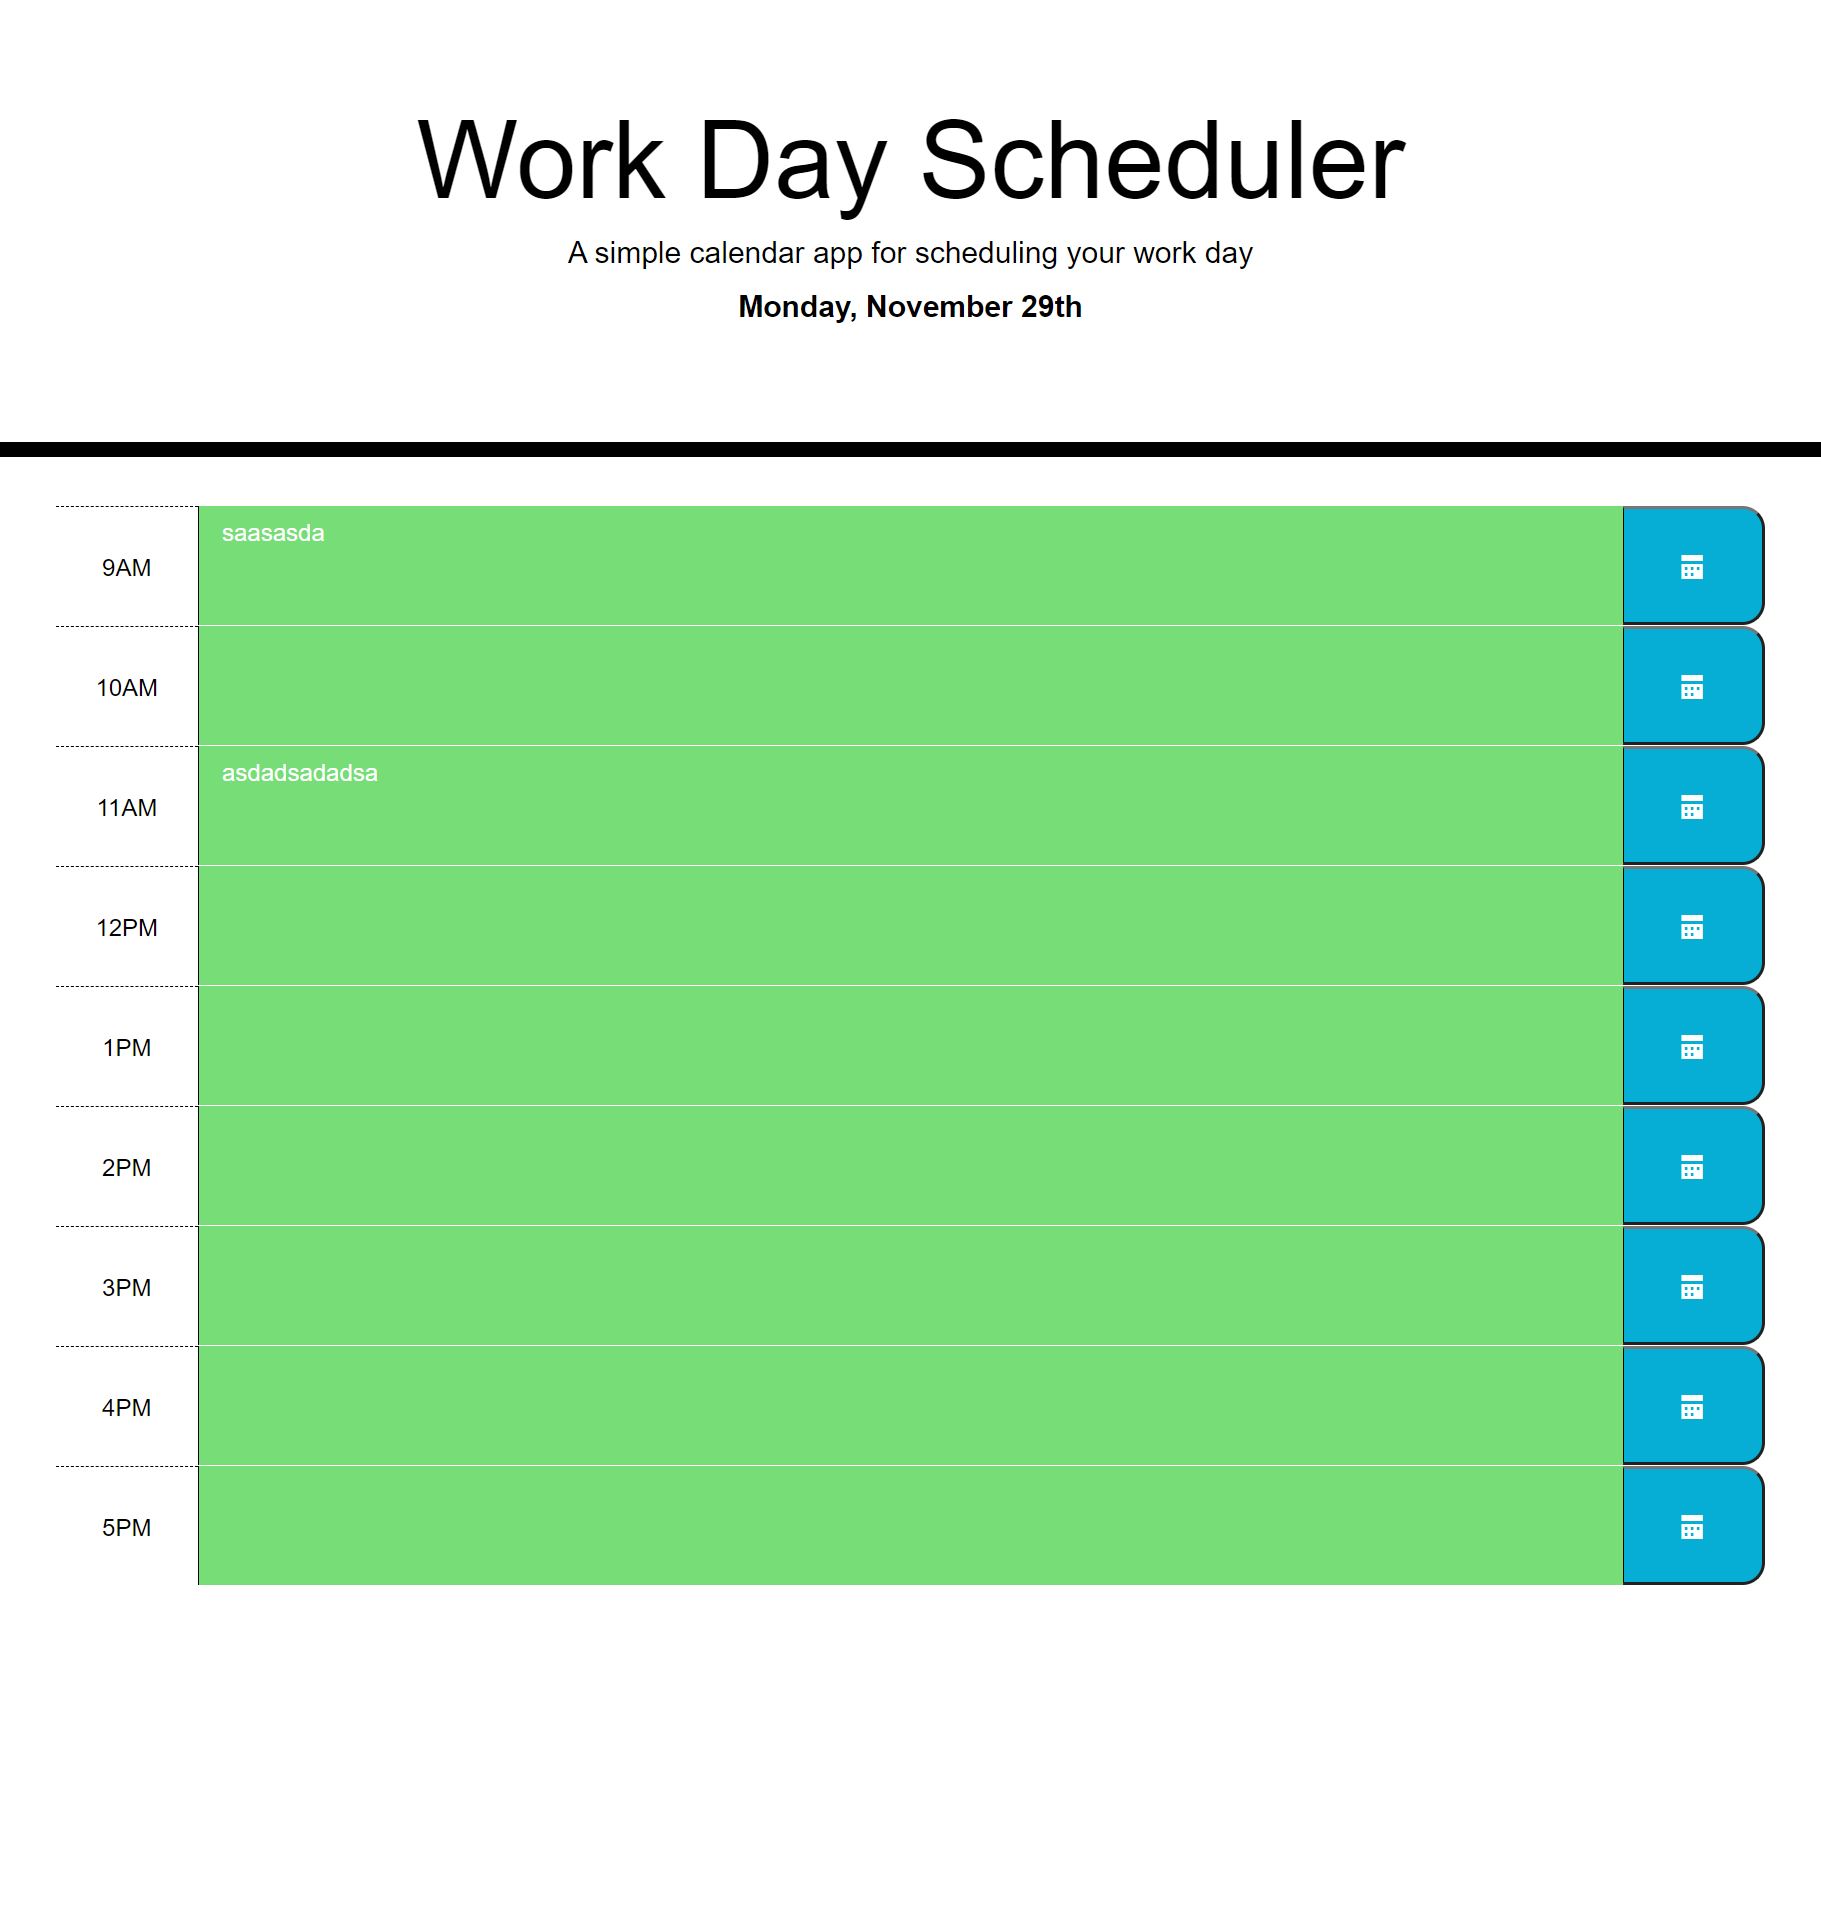 Work Day Scheduler
A simple calendar app for scheduling your work day
Monday, November 29th
9AM saasasda
10AM
11AM asdadsadadsa
12PM
1PM
2PM
3PM
4PM
5PM